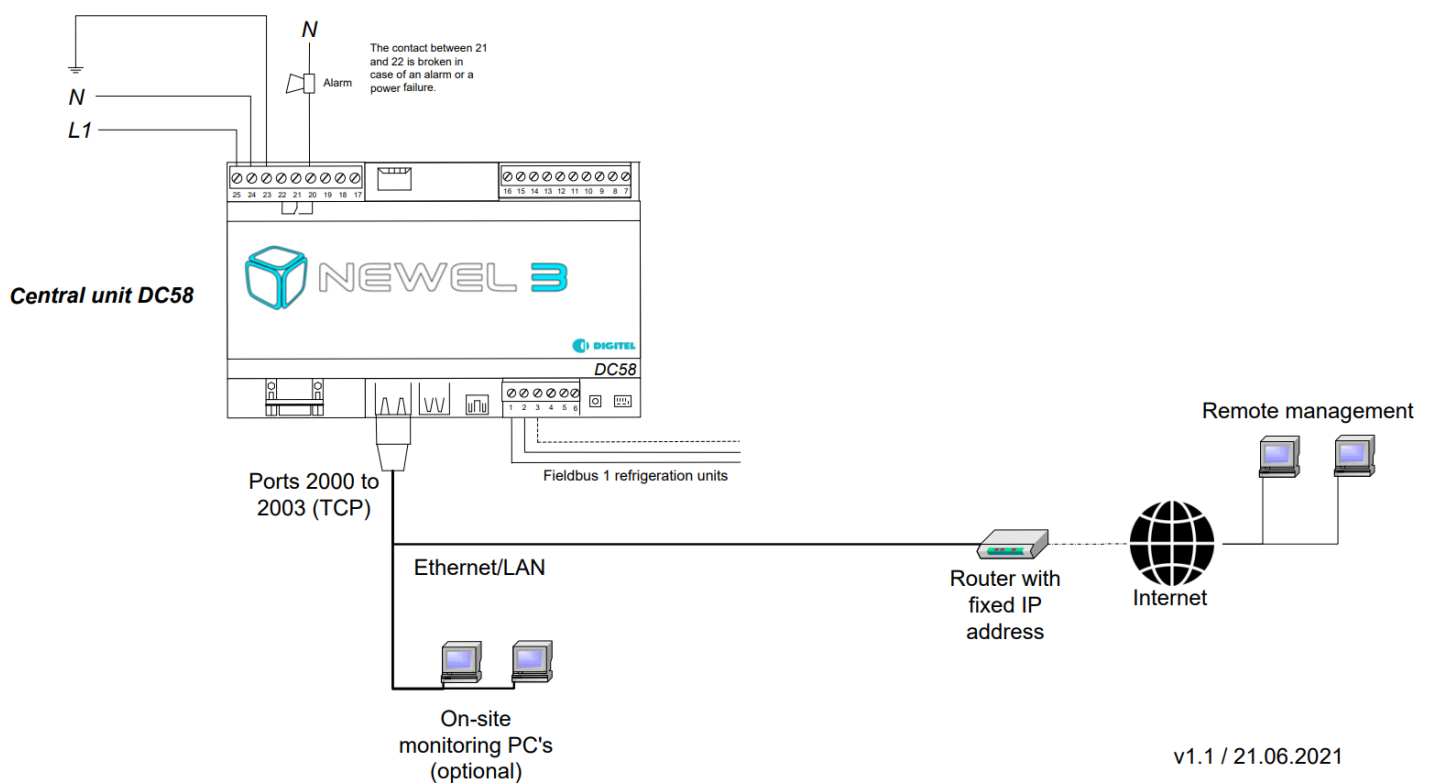 N
The contact between 21
and 22 is broken in
case of an alarm or a
power failure.
Alarm
N
L1
25 24 23 22 21 20 19 18 17
16 15 14 13 12 11 10 9 8 7
NEWEL 3
Central unit DC58
DIGITEL
DC58
1 2 3 4 5 6
Fieldbus 1 refrigeration units
Ports 2000 to
2003 (TCP)
Remote management
Ethernet/LAN
Router with
fixed IP
address
Internet
On-site
monitoring PC's
(optional)
v1.1 / 21.06.2021